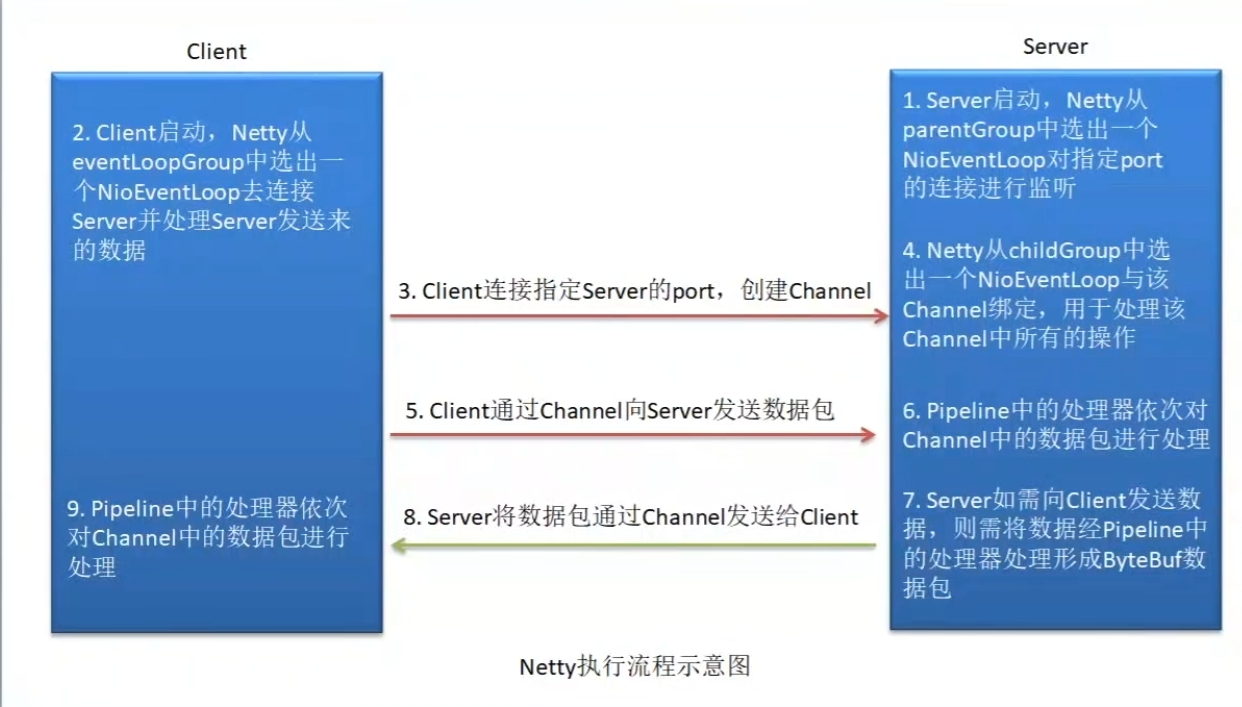 Client
Server
2. Client启动，Netty从
eventLoopGroup中选出一
个NioEventLoop去连接
Server并处理Server发送来
的数据
1. Server启动，Netty从
parentGroup中选出一个
NioEventLoop对指定port
的连接进行监听
3. Client连接指定Server的port，创建Channel
4. Netty从childGroup中选
出一个NioEventLoop与该
Channel绑定，用于处理该
Channel中所有的操作
5. Client通过Channel向Server发送数据包
6. Pipeline中的处理器依次对
Channel中的数据包进行处理
7. Server如需向Client发送数
据，则需将数据经Pipeline中
的处理器处理形成ByteBuf数
据包
8. Server将数据包通过Channel发送给Client
9. Pipeline中的处理器依次
对Channel中的数据包进行
处理
Netty执行流程示意图